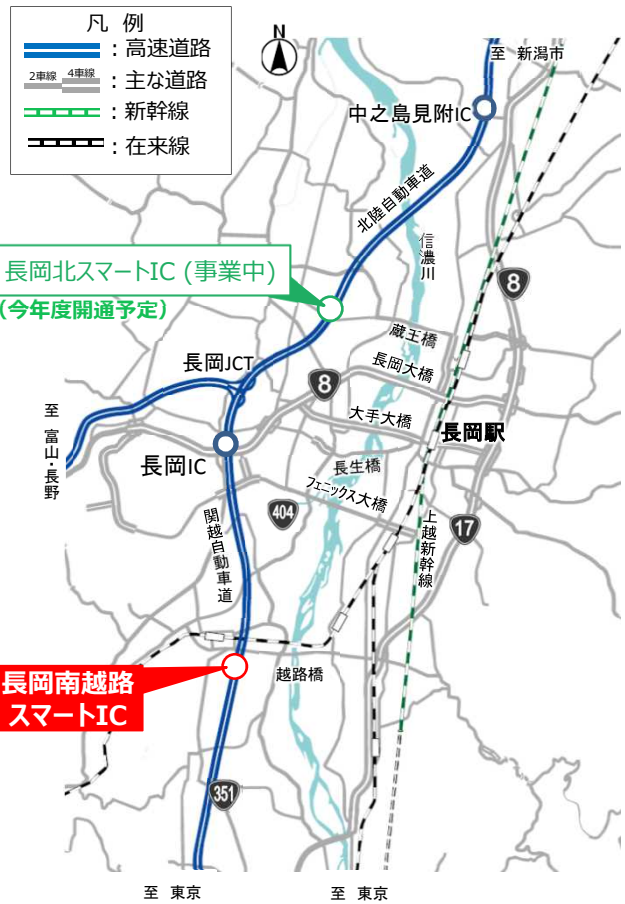 凡 例
：高速道路
2車線 4車線
：主な道路
：新幹線
：在来線
N
至 新潟市
中之島見附IC
北陸自動車道
信濃川
長岡北スマートIC (事業中)
(今年度開通予定)
8
蔵王橋
長岡JCT
長岡大橋
8
至 富山・長野
大手大橋
長岡駅
長岡IC
長生橋
フェニックス大橋
404
17
関越自動車道
上越新幹線
越路橋
長岡南越路
スマートIC
351
至 東京
至 東京